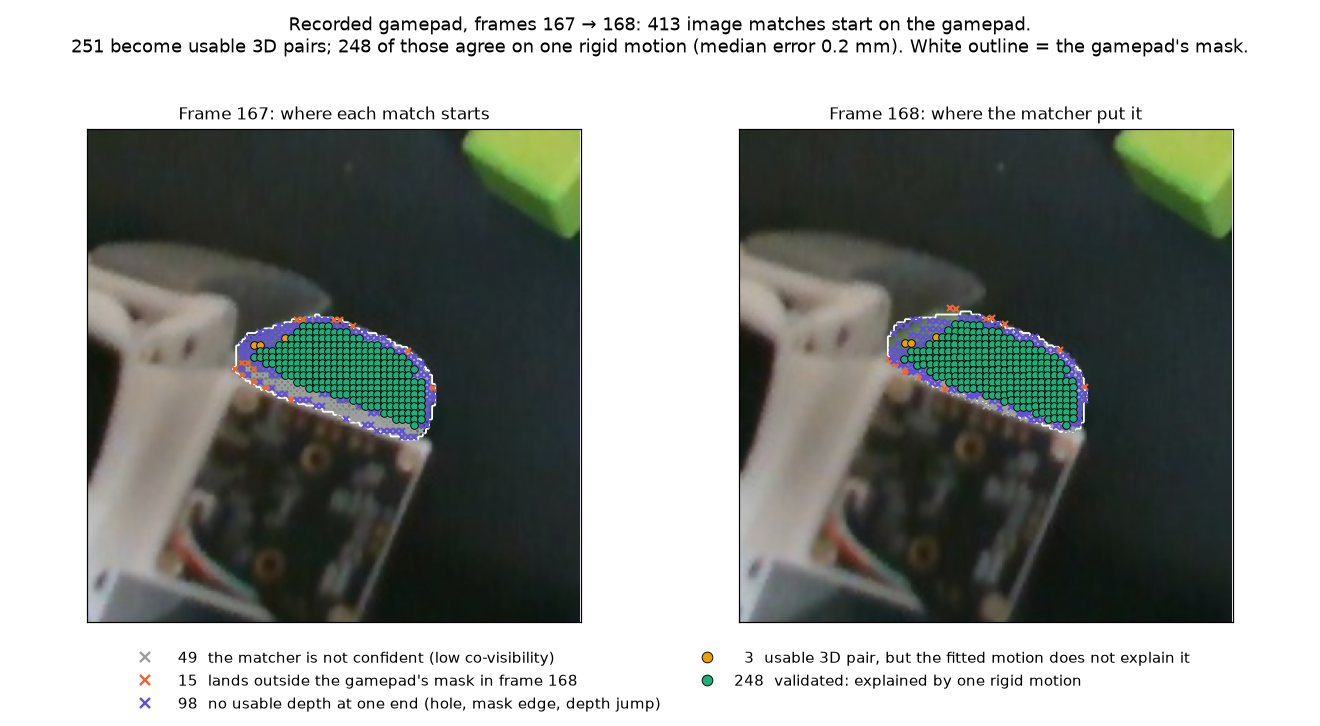 Recorded gamepad, frames 167 → 168: 413 image matches start on the gamepad.
251 become usable 3D pairs; 248 of those agree on one rigid motion (median error 0.2 mm). White outline = the gamepad's mask.
Frame 167: where each match starts
Frame 168: where the matcher put it
49 the matcher is not confident (low co-visibility)
15 lands outside the gamepad's mask in frame 168
98 no usable depth at one end (hole, mask edge, depth jump)
3 usable 3D pair, but the fitted motion does not explain it
248 validated: explained by one rigid motion